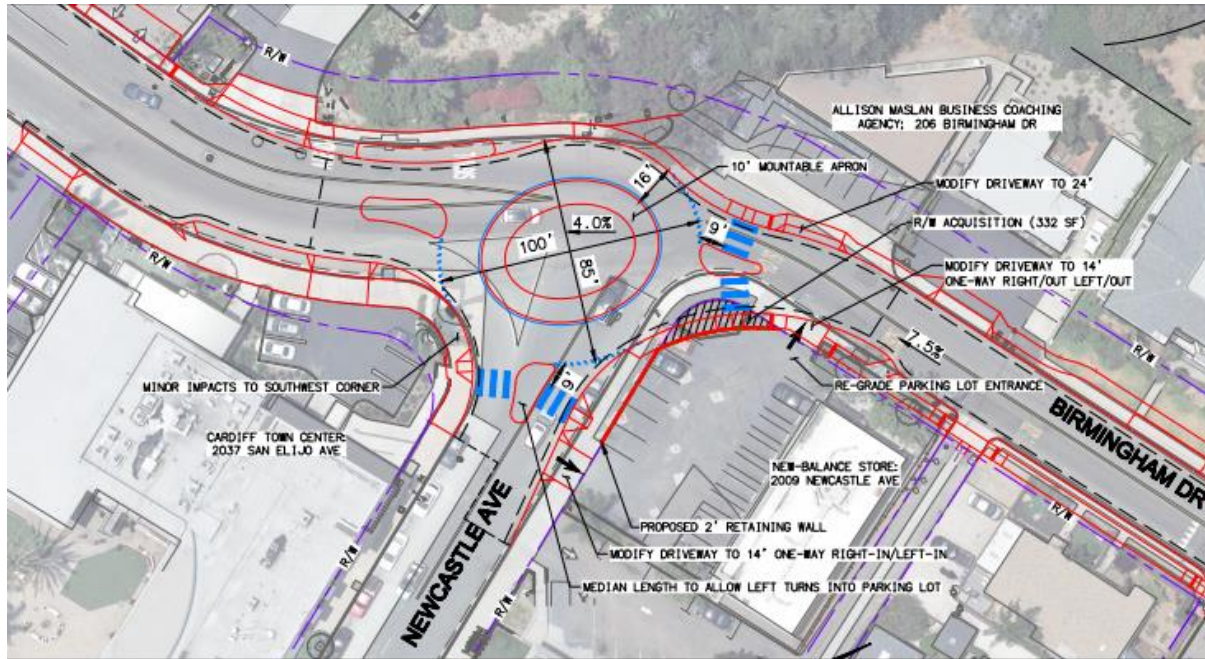 R/W
ALLISON MASLAN BUSINESS COACHING
AGENCY: 206 BIRMINGHAM DR
10' MOUNTABLE APRON
16'
MODIFY DRIVEWAY TO 24'
R/W ACQUISITION (332 SF)
4.0%
9'
100'
85'
MODIFY DRIVEWAY TO 14'
ONE-WAY RIGHT/OUT LEFT/OUT
R/W
7.5%
R/W
MINOR IMPACTS TO SOUTHWEST CORNER
RE-GRADE PARKING LOT ENTRANCE
BIRMINGHAM DR
CARDIFF TOWN CENTER:
2037 SAN ELIJO AVE
NEW-BALANCE STORE:
2009 NEWCASTLE AVE
R/W
PROPOSED 2' RETAINING WALL
R/W
MODIFY DRIVEWAY TO 14' ONE-WAY RIGHT-IN/LEFT-IN
MEDIAN LENGTH TO ALLOW LEFT TURNS INTO PARKING LOT
NEWCASTLE AVE
R/W